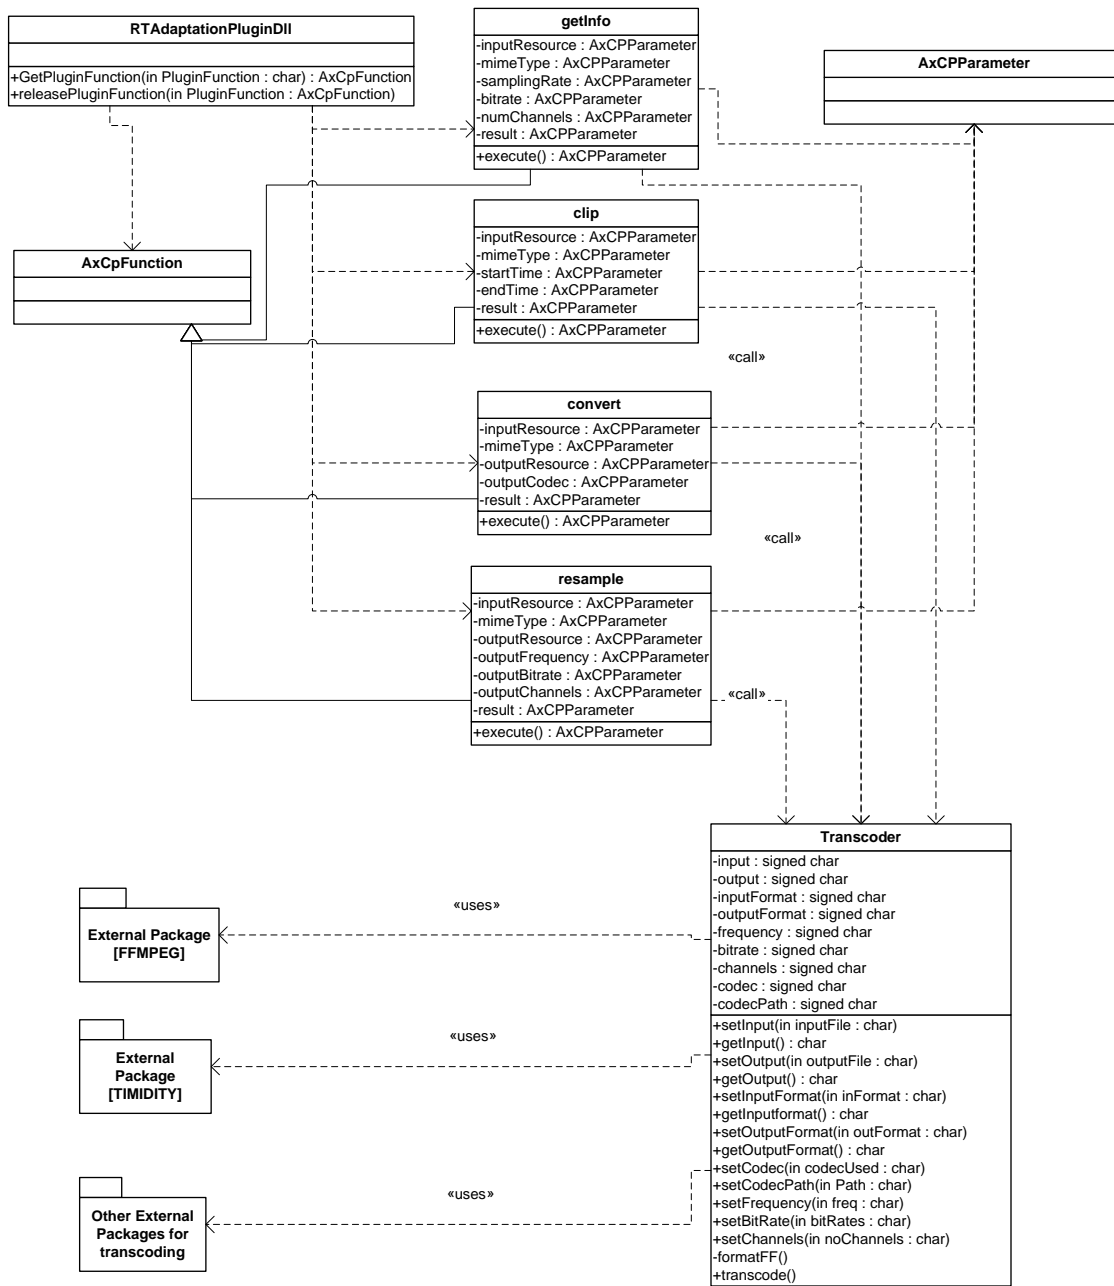 RTAdaptationPluginDll
+GetPluginFunction(in PluginFunction : char) : AxCpFunction
+releasePluginFunction(in PluginFunction : AxCpFunction)
getInfo
-inputResource : AxCPParameter
-mimeType : AxCPParameter
-samplingRate : AxCPParameter
-bitrate : AxCPParameter
-numChannels : AxCPParameter
-result : AxCPParameter
+execute() : AxCPParameter
AxCPParameter
AxCpFunction
clip
-inputResource : AxCPParameter
-mimeType : AxCPParameter
-startTime : AxCPParameter
-endTime : AxCPParameter
-result : AxCPParameter
+execute() : AxCPParameter
«call»
convert
-inputResource : AxCPParameter
-mimeType : AxCPParameter
-outputResource : AxCPParameter
-outputCodec : AxCPParameter
-result : AxCPParameter
+execute() : AxCPParameter
«call»
resample
-inputResource : AxCPParameter
-mimeType : AxCPParameter
-outputResource : AxCPParameter
-outputFrequency : AxCPParameter
-outputBitrate : AxCPParameter
-outputChannels : AxCPParameter
-result : AxCPParameter
+execute() : AxCPParameter
«call»
Transcoder
-input : signed char
-output : signed char
-inputFormat : signed char
-outputFormat : signed char
-frequency : signed char
-bitrate : signed char
-channels : signed char
-codec : signed char
-codecPath : signed char
+setInput(in inputFile : char)
+getInput() : char
+setOutput(in outputFile : char)
+getOutput() : char
+setInputFormat(in inFormat : char)
+getInputformat() : char
+setOutputFormat(in outFormat : char)
+getOutputFormat() : char
+setCodec(in codecUsed : char)
+setCodecPath(in Path : char)
+setFrequency(in freq : char)
+setBitRate(in bitRates : char)
+setChannels(in noChannels : char)
-formatFF()
+transcode()
«uses»
External Package
[FFMPEG]
«uses»
External
Package
[TIMIDITY]
«uses»
Other External
Packages for
transcoding